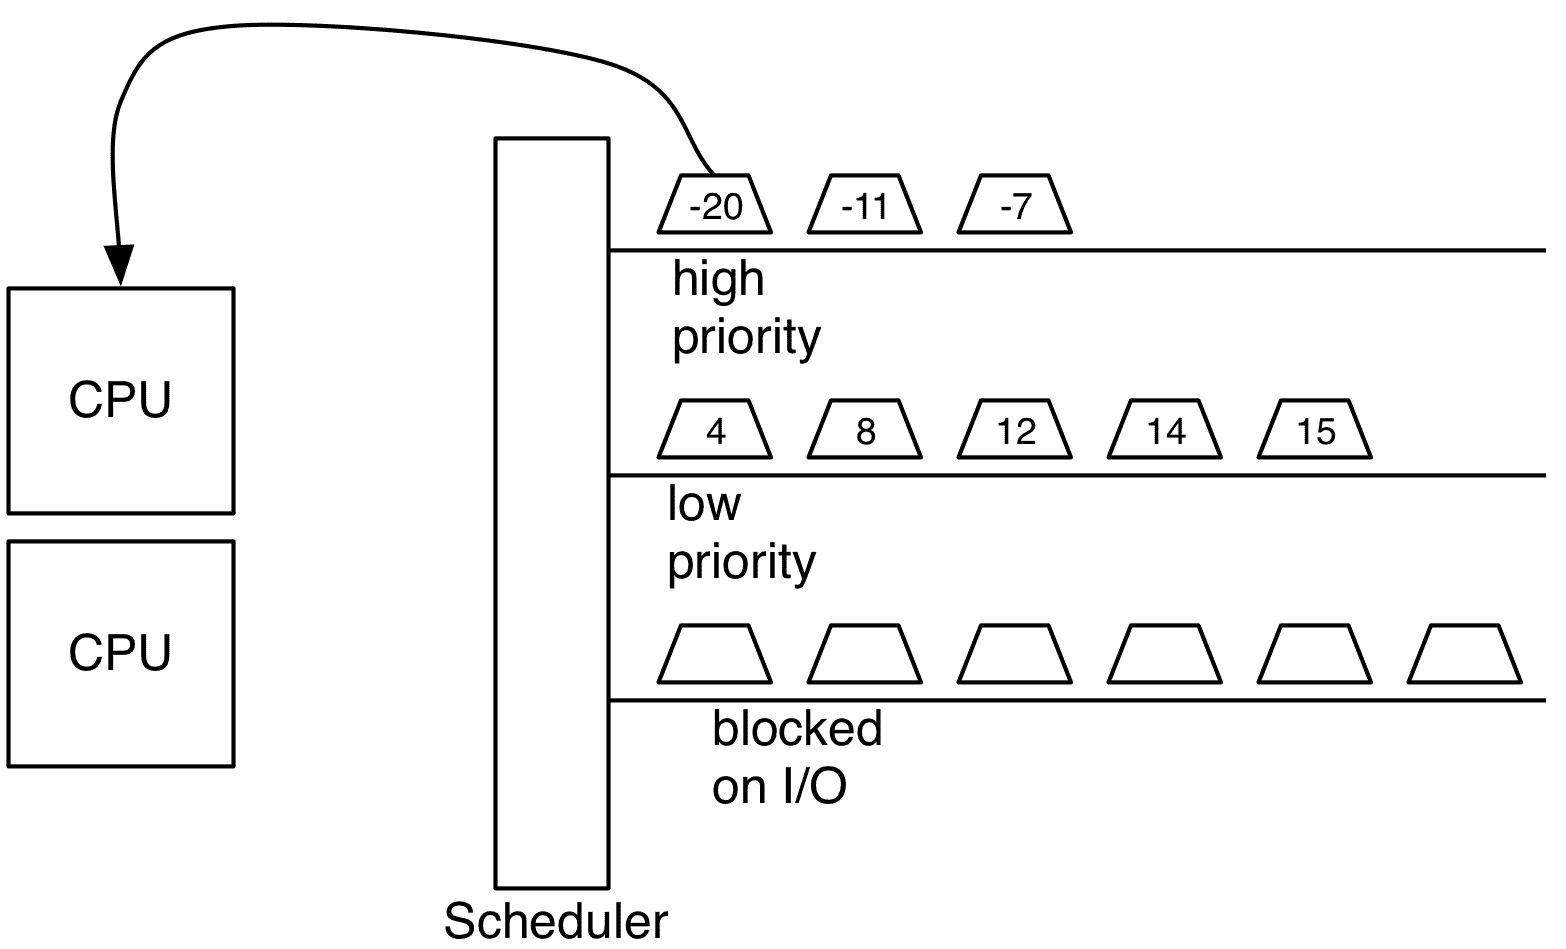 -20 -11 -7
high
priority
CPU
4 8 12 14 15
low
priority
CPU
blocked
on I/O
Scheduler